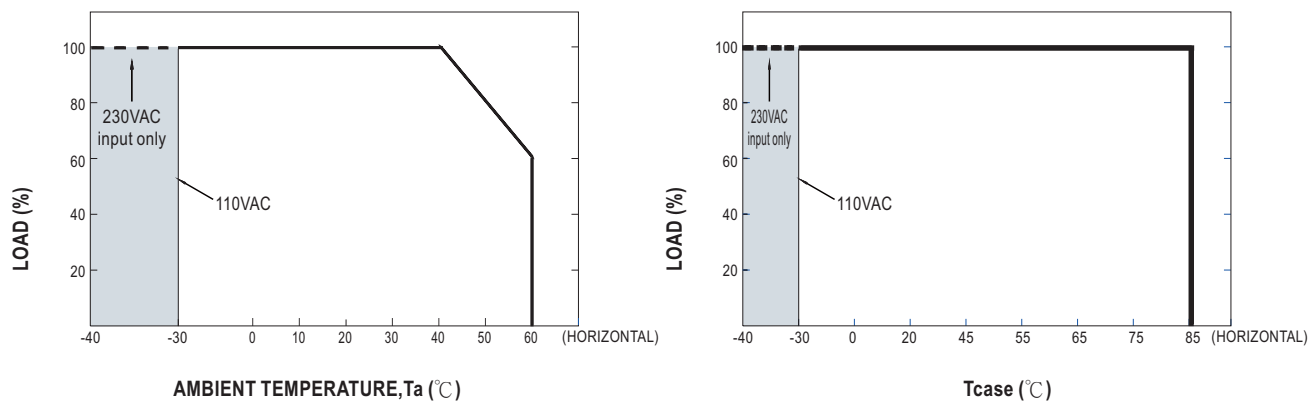 100
80
60
40
20
LOAD (%)
230VAC
input only
110VAC
-40 -30 0 10 20 30 40 50 60 (HORIZONTAL)
AMBIENT TEMPERATURE,Ta (℃)
100
80
60
40
20
LOAD (%)
230VAC
input only
110VAC
-40 -30 0 20 45 55 65 75 85 (HORIZONTAL)
Tcase (℃)